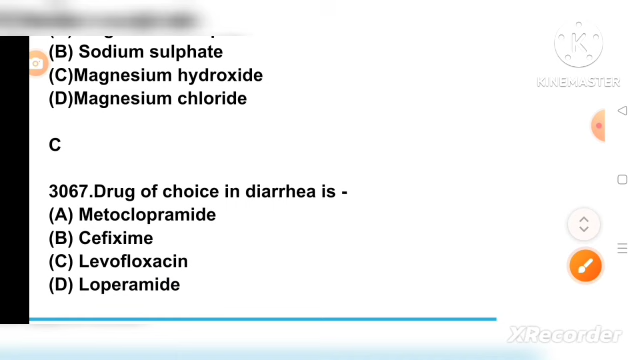 (B) Sodium sulphate
(C)Magnesium hydroxide
(D)Magnesium chloride
C
3067.Drug of choice in diarrhea is -
(A) Metoclopramide
(B) Cefixime
(C) Levofloxacin
(D) Loperamide
K
KINEMASTER
XRecorder